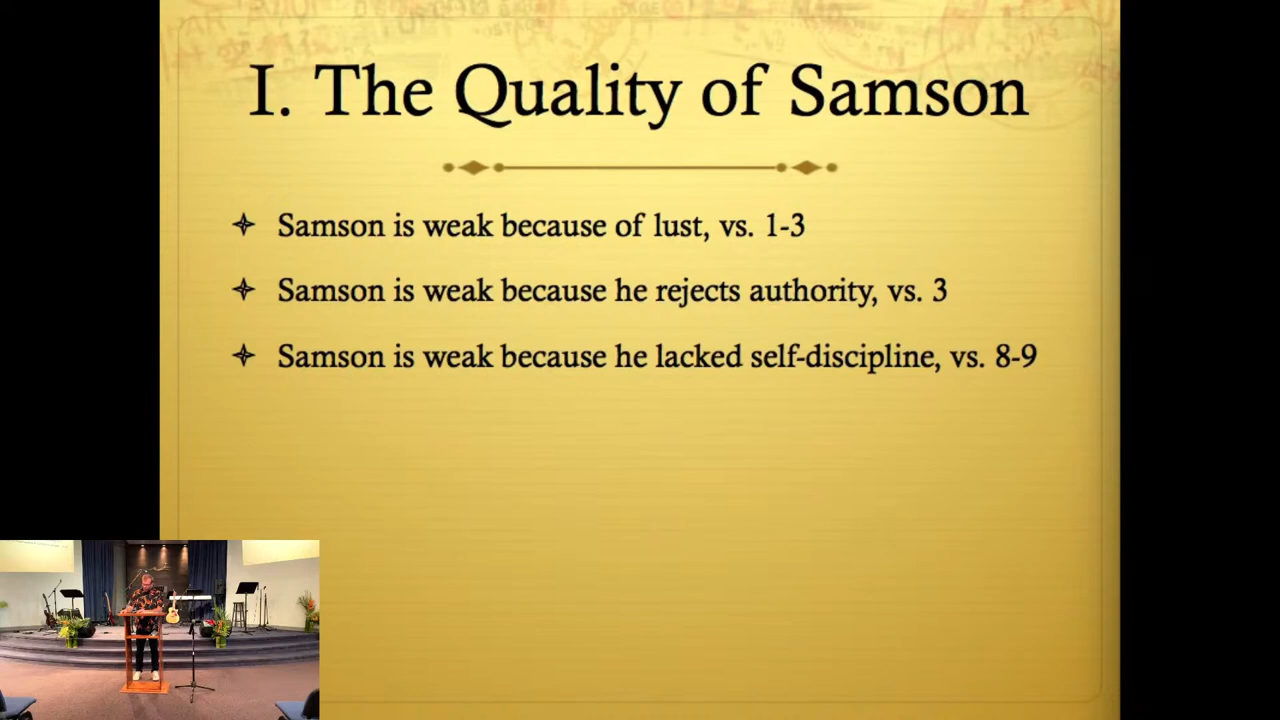 I. The Quality of Samson
Samson is weak because of lust, vs. 1-3
Samson is weak because he rejects authority, vs. 3
Samson is weak because he lacked self-discipline, vs. 8-9